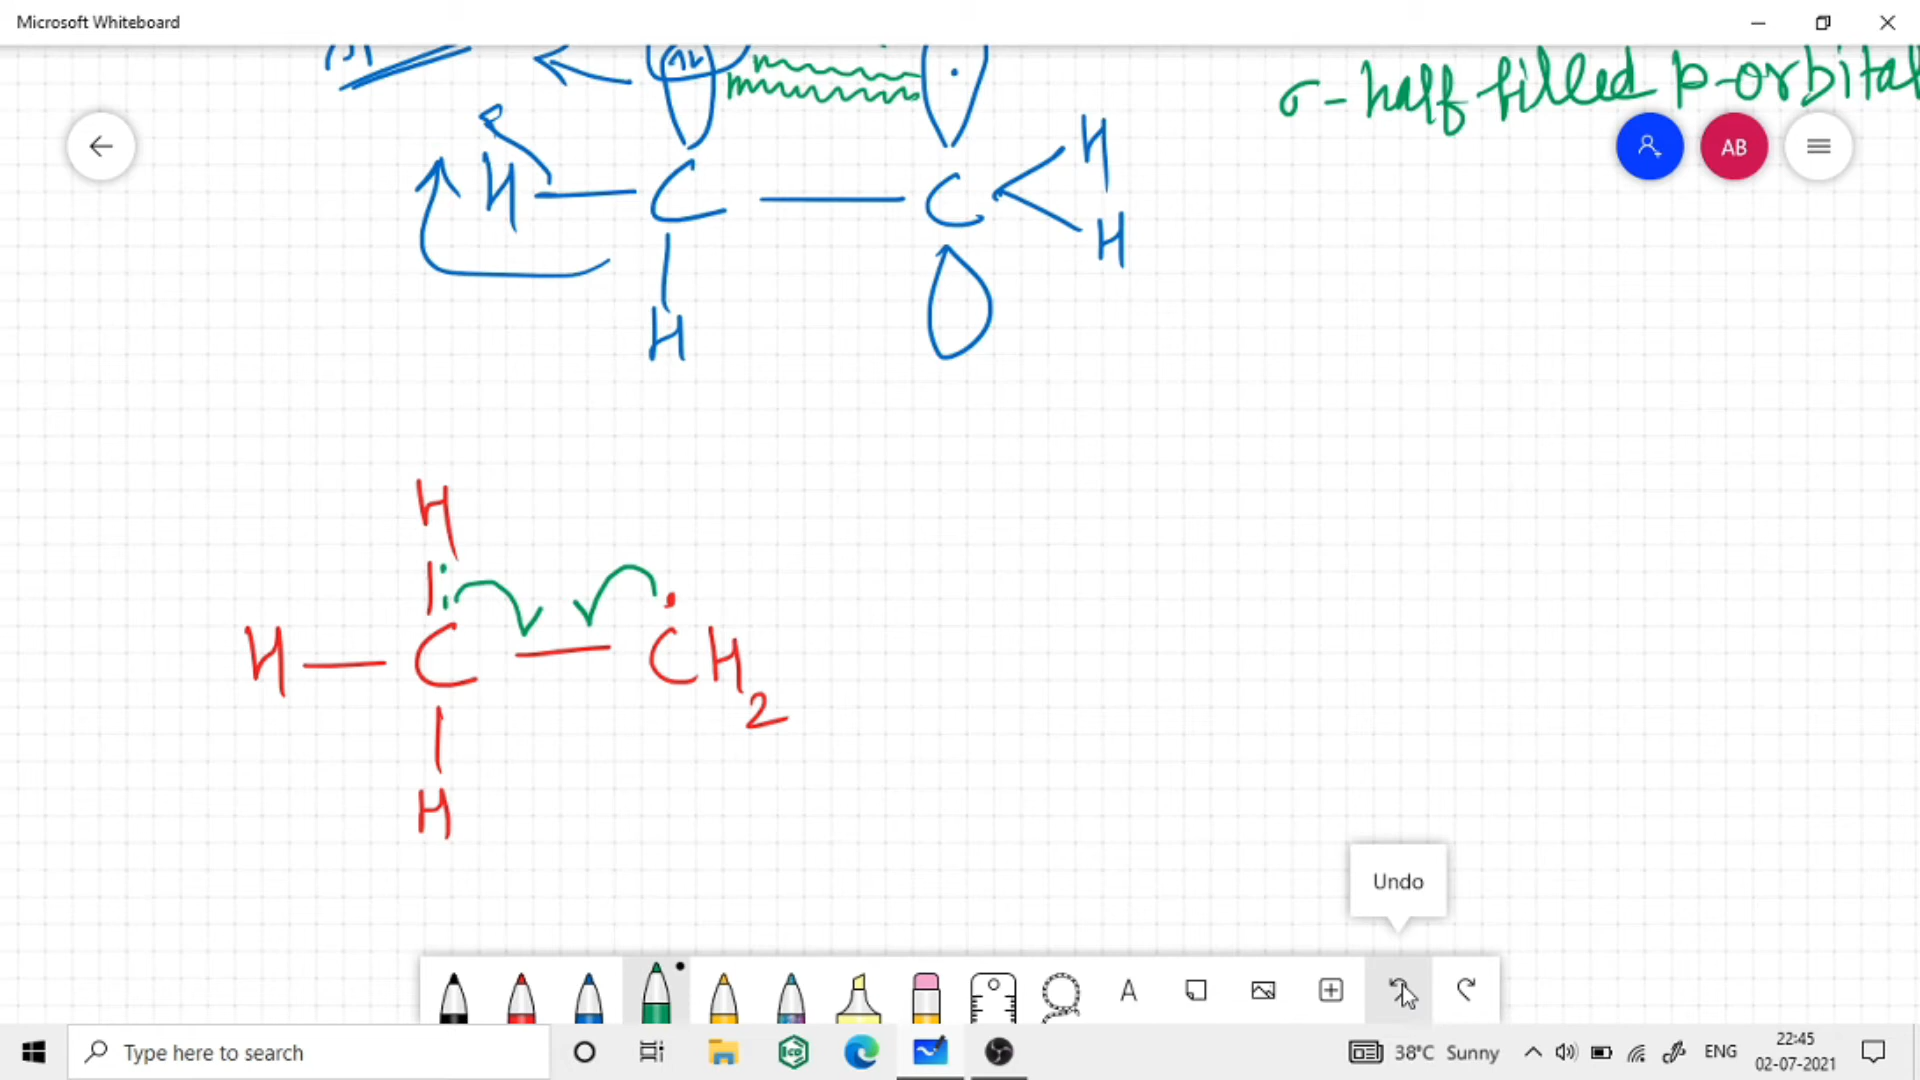 Microsoft Whiteboard
σ - half filled p-orbital
AB
H — C — C H
H
H
H
H — C — CH2
H
Undo
A
Type here to search
38°C Sunny
ENG
22:45
02-07-2021